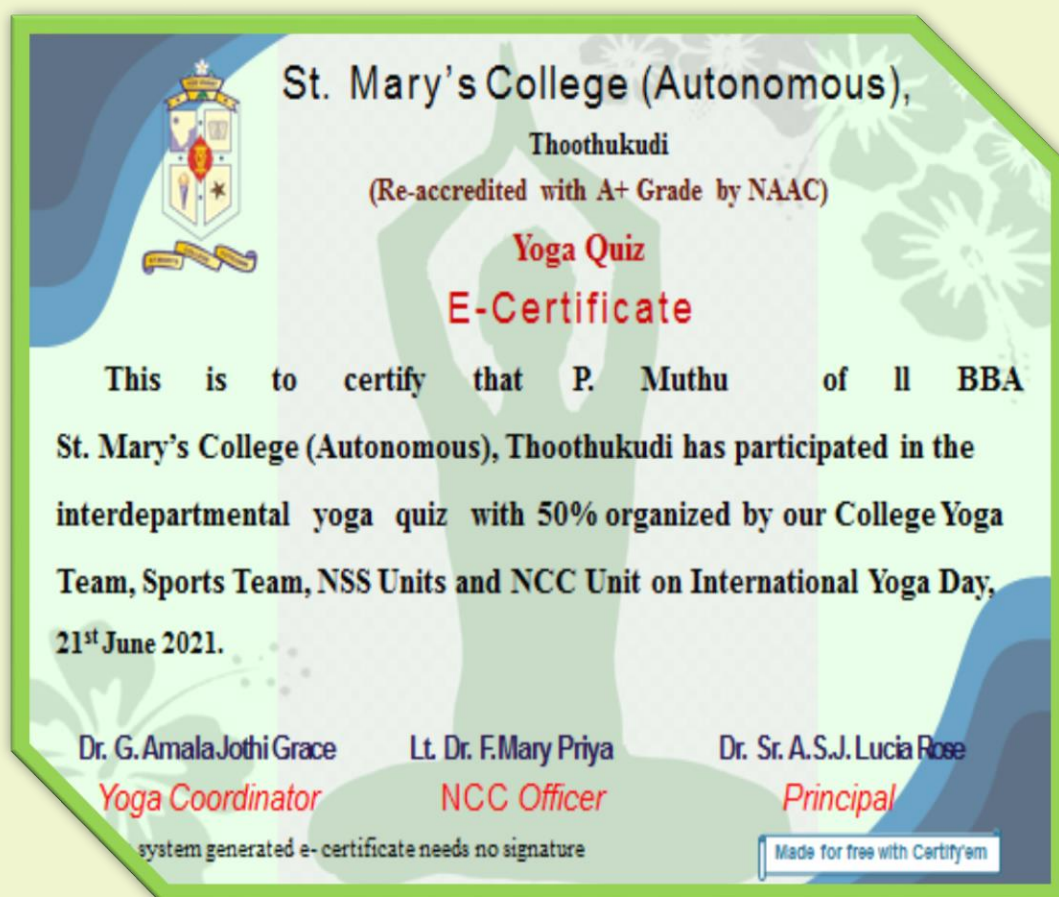 St. Mary's College (Autonomous),
Thoothukudi
(Re-accredited with A+ Grade by NAAC)
Yoga Quiz
E-Certificate
This is to certify that P. Muthu of ll BBA
St. Mary's College (Autonomous), Thoothukudi has participated in the
interdepartmental yoga quiz with 50% organized by our College Yoga
Team, Sports Team, NSS Units and NCC Unit on International Yoga Day,
21st June 2021.
Dr. G. Amala Jothi Grace Lt. Dr. F. Mary Priya Dr. Sr. A.S.J. Lucia Rose
Yoga Coordinator NCC Officer Principal
system generated e- certificate needs no signature
Made for free with Certify'em